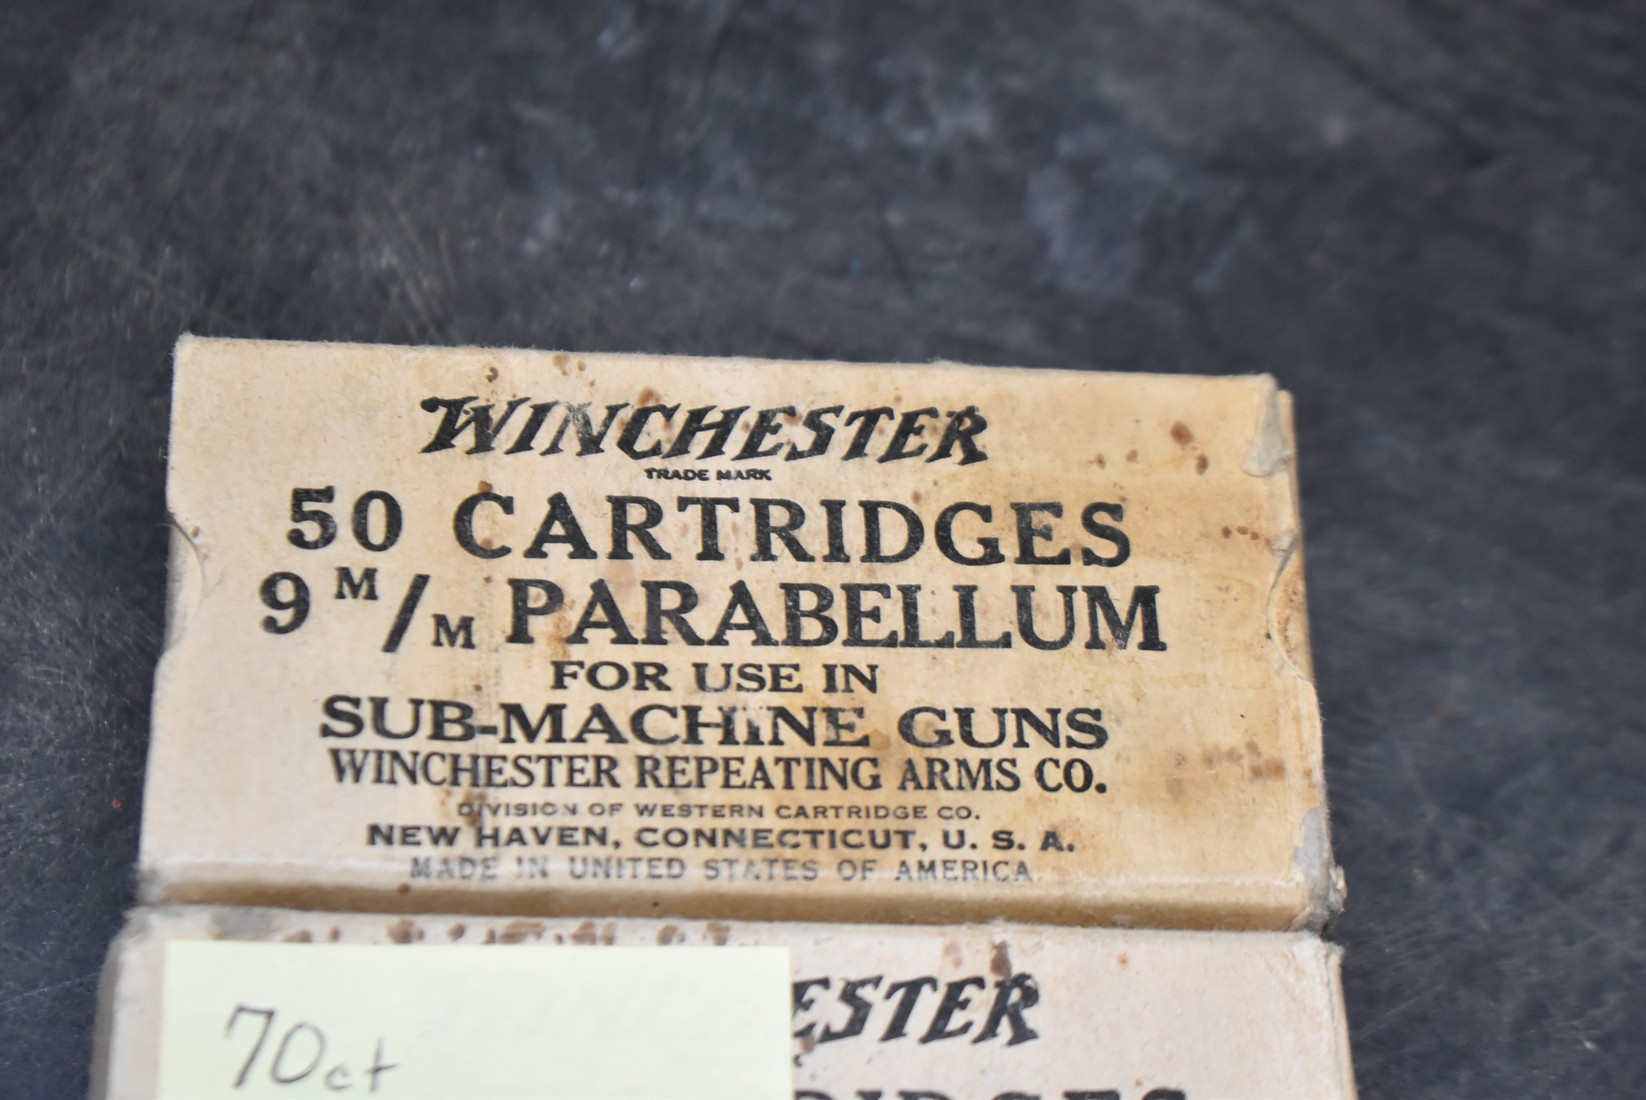 WINCHESTER
TRADE MARK
50 CARTRIDGES
9 M/M PARABELLUM
FOR USE IN
SUB-MACHINE GUNS
WINCHESTER REPEATING ARMS CO.
DIVISION OF WESTERN CARTRIDGE CO.
NEW HAVEN, CONNECTICUT, U. S. A.
MADE IN UNITED STATES OF AMERICA
ESTER
70ct